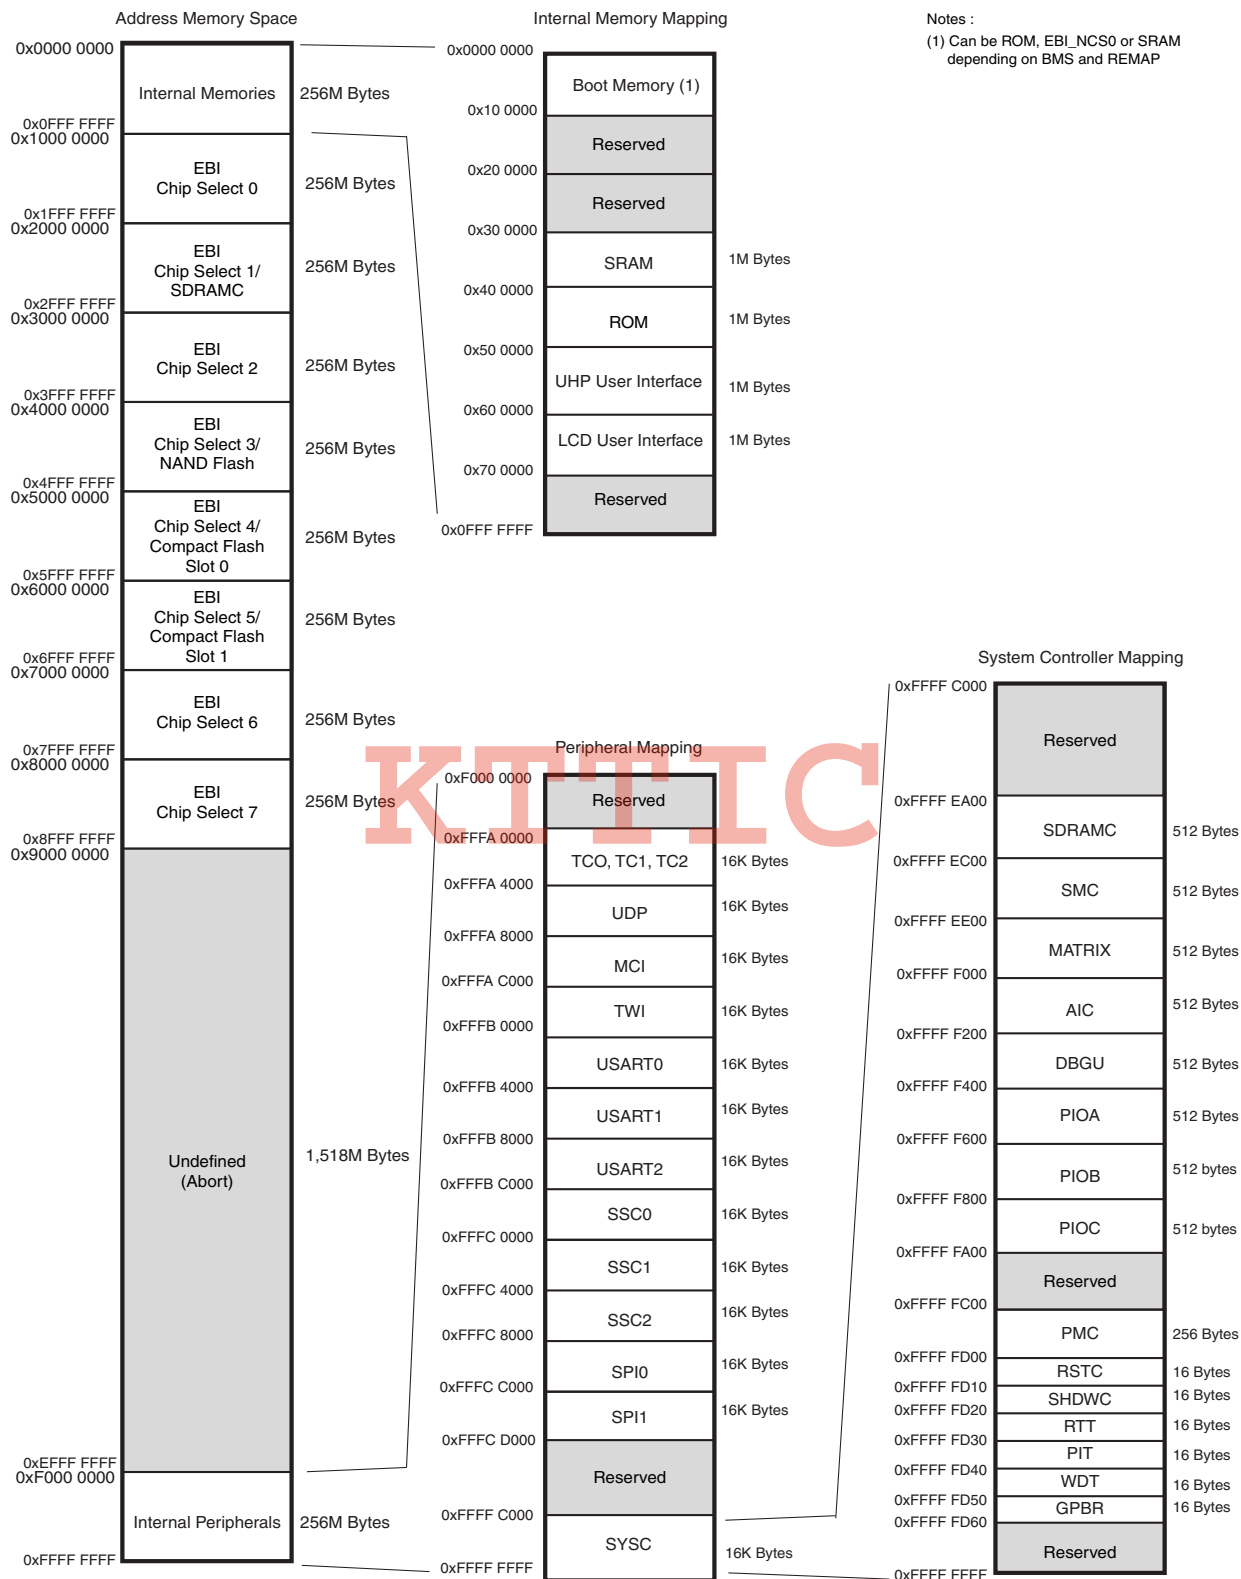 Address Memory Space
0x0000 0000
Internal Memories
256M Bytes
0x0FFF FFFF
0x1000 0000
EBI
Chip Select 0
256M Bytes
0x1FFF FFFF
0x2000 0000
EBI
Chip Select 1/
SDRAMC
256M Bytes
0x2FFF FFFF
0x3000 0000
EBI
Chip Select 2
256M Bytes
0x3FFF FFFF
0x4000 0000
EBI
Chip Select 3/
NAND Flash
256M Bytes
0x4FFF FFFF
0x5000 0000
EBI
Chip Select 4/
Compact Flash
Slot 0
256M Bytes
0x5FFF FFFF
0x6000 0000
EBI
Chip Select 5/
Compact Flash
Slot 1
256M Bytes
0x6FFF FFFF
0x7000 0000
EBI
Chip Select 6
256M Bytes
0x7FFF FFFF
0x8000 0000
EBI
Chip Select 7
256M Bytes
0x8FFF FFFF
0x9000 0000
Undefined
(Abort)
1,518M Bytes
0xEFFF FFFF
0xF000 0000
Internal Peripherals
256M Bytes
0xFFFF FFFF
Internal Memory Mapping
0x0000 0000
Boot Memory (1)
0x10 0000
Reserved
0x20 0000
Reserved
0x30 0000
SRAM
1M Bytes
0x40 0000
ROM
1M Bytes
0x50 0000
UHP User Interface
1M Bytes
0x60 0000
LCD User Interface
1M Bytes
0x70 0000
Reserved
0x0FFF FFFF
Notes :
(1) Can be ROM, EBI_NCS0 or SRAM
depending on BMS and REMAP
KTTIC
Peripheral Mapping
0xF000 0000
Reserved
0xFFFA 0000
TCO, TC1, TC2
16K Bytes
0xFFFA 4000
UDP
16K Bytes
0xFFFA 8000
MCI
16K Bytes
0xFFFA C000
TWI
16K Bytes
0xFFFB 0000
USART0
16K Bytes
0xFFFB 4000
USART1
16K Bytes
0xFFFB 8000
USART2
16K Bytes
0xFFFB C000
SSC0
16K Bytes
0xFFFC 0000
SSC1
16K Bytes
0xFFFC 4000
SSC2
16K Bytes
0xFFFC 8000
SPI0
16K Bytes
0xFFFC C000
SPI1
16K Bytes
0xFFFC D000
Reserved
0xFFFF C000
SYSC
16K Bytes
0xFFFF FFFF
System Controller Mapping
0xFFFF C000
Reserved
0xFFFF EA00
SDRAMC
512 Bytes
0xFFFF EC00
SMC
512 Bytes
0xFFFF EE00
MATRIX
512 Bytes
0xFFFF F000
AIC
512 Bytes
0xFFFF F200
DBGU
512 Bytes
0xFFFF F400
PIOA
512 Bytes
0xFFFF F600
PIOB
512 bytes
0xFFFF F800
PIOC
512 bytes
0xFFFF FA00
Reserved
0xFFFF FC00
PMC
256 Bytes
0xFFFF FD00
RSTC
16 Bytes
0xFFFF FD10
SHDWC
16 Bytes
0xFFFF FD20
RTT
16 Bytes
0xFFFF FD30
PIT
16 Bytes
0xFFFF FD40
WDT
16 Bytes
0xFFFF FD50
GPBR
16 Bytes
0xFFFF FD60
Reserved
0xFFFF FFFF